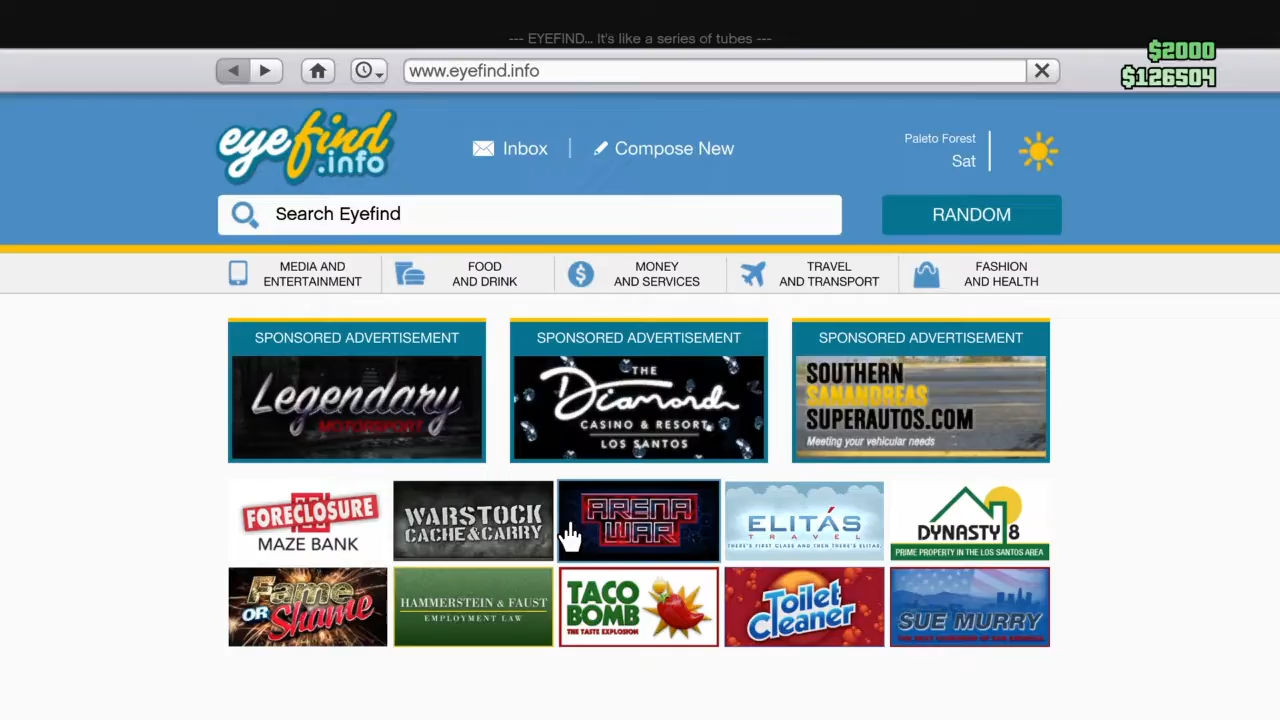 --- EYEFIND... It's like a series of tubes ---
$2000
$126504
www.eyefind.info
eyefind
.info
Inbox
Compose New
Paleto Forest
Sat
Search Eyefind
RANDOM
MEDIA AND
ENTERTAINMENT
FOOD
AND DRINK
MONEY
AND SERVICES
TRAVEL
AND TRANSPORT
FASHION
AND HEALTH
SPONSORED ADVERTISEMENT
Legendary
MOTORSPORT
SPONSORED ADVERTISEMENT
THE
Diamond
CASINO & RESORT
LOS SANTOS
SPONSORED ADVERTISEMENT
SOUTHERN
SANANDREAS
SUPERAUTOS.COM
Meeting your vehicular needs
FORECLOSURE
MAZE BANK
WARSTOCK
CACHE & CARRY
ARENA
WAR
ELITÁS
TRAVEL
THERE'S FIRST CLASS AND THEN THERE'S ELITAS.
DYNASTY 8
PRIME PROPERTY IN THE LOS SANTOS AREA
Fame
OR Shame
HAMMERSTEIN & FAUST
EMPLOYMENT LAW
TACO
BOMB
THE TASTE EXPLOSION
Toilet
Cleaner
SUE MURRY